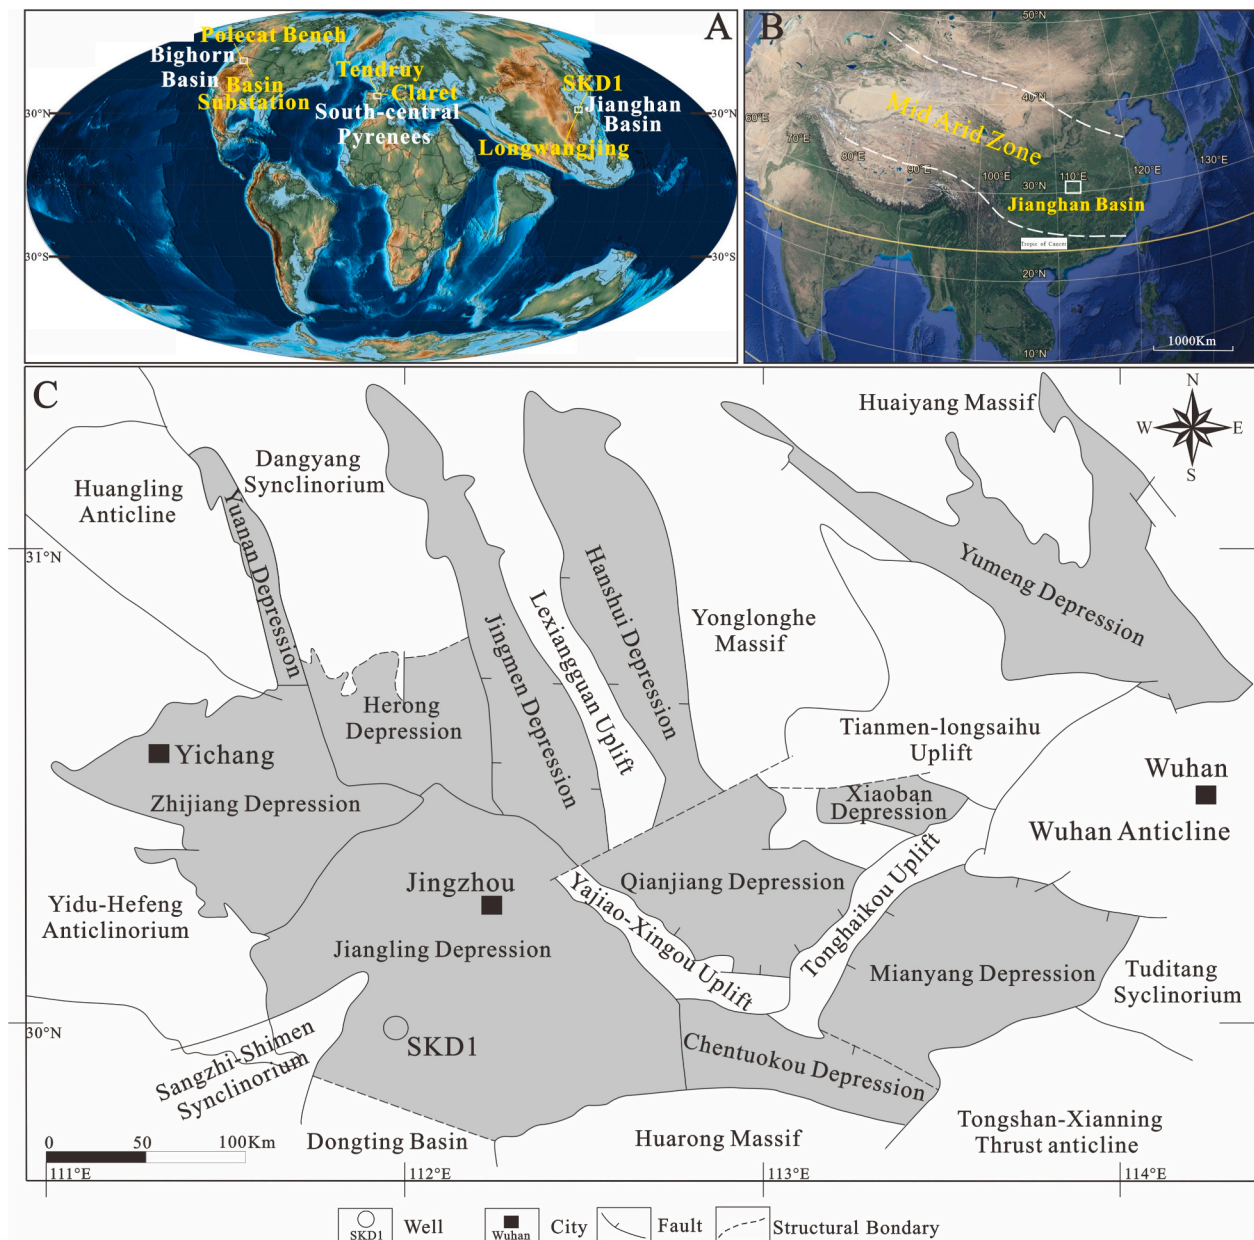 A
Polecat Bench
Bighorn
Basin
Basin
Substation
Tendruy
Claret
South-central
Pyrenees
SKD1
Jianghan
Basin
Longwangjing
30°N
30°N
30°S
30°S
B
50°N
40°N
Mid Arid Zone
60°E
70°E
80°E
90°E
100°E
110°E
120°E
130°E
30°N
Jianghan Basin
Tropic of Cancer
20°N
10°N
1000Km
C
Huaiyang Massif
N
W
E
S
Dangyang
Synclinorium
Huangling
Anticline
Yuanan Depression
31°N
Hanshui Depression
Yumeng Depression
Lexiangguan Uplift
Jingmen Depression
Yonglonghe
Massif
Herong
Depression
Tianmen-longsaihu
Uplift
Yichang
Wuhan
Zhijiang Depression
Xiaoban
Depression
Wuhan Anticline
Jingzhou
Qianjiang Depression
Yidu-Hefeng
Anticlinorium
Yajiao-Xingou Uplift
Tonghaikou Uplift
Jiangling Depression
Mianyang Depression
Tuditang
Syclinorium
30°N
SKD1
Sangzhi-Shimen
Synclinorium
Chentuokou Depression
Dongting Basin
Huarong Massif
Tongshan-Xianning
Thrust anticline
0
50
100Km
111°E
112°E
113°E
114°E
SKD1
Well
Wuhan
City
Fault
Structural Bondary